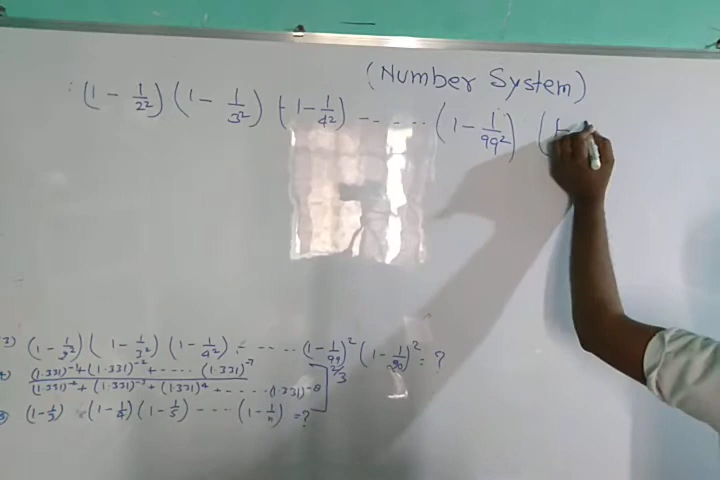 (Number System)
(1 - 1/2²) (1 - 1/3²) (1 - 1/4²) ------ (1 - 1/99²) (1 -
3) (1 - 1/2²) ( 1 - 1/3²) (1 - 1/4²) - --- (1 - 1/99)² (1 - 1/90)² = ?
(1.331)⁻¹ + (1.331)⁻² + ---- (1.331)⁻⁷ / (1.331)⁻² + (1.331)⁻³ + (1.331)⁴ + ---- (1.331)⁻⁸ ] 2/3
(1 - 1/3) (1 - 1/4) (1 - 1/5) ---- (1 - 1/n) = ?